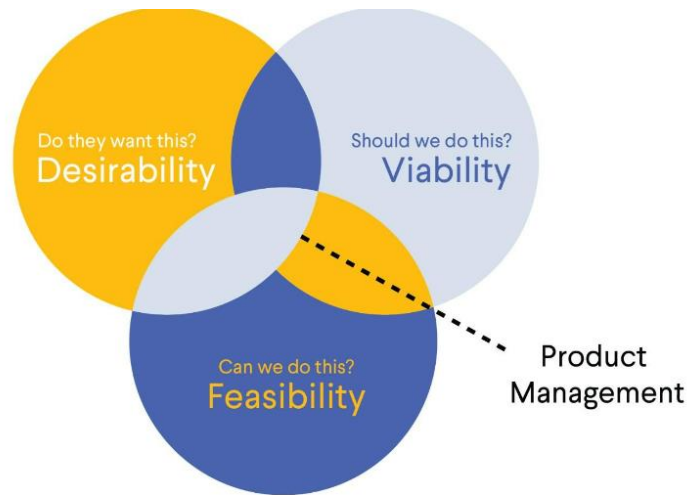 Do they want this?
Desirability
Should we do this?
Viability
Can we do this?
Feasibility
Product
Management